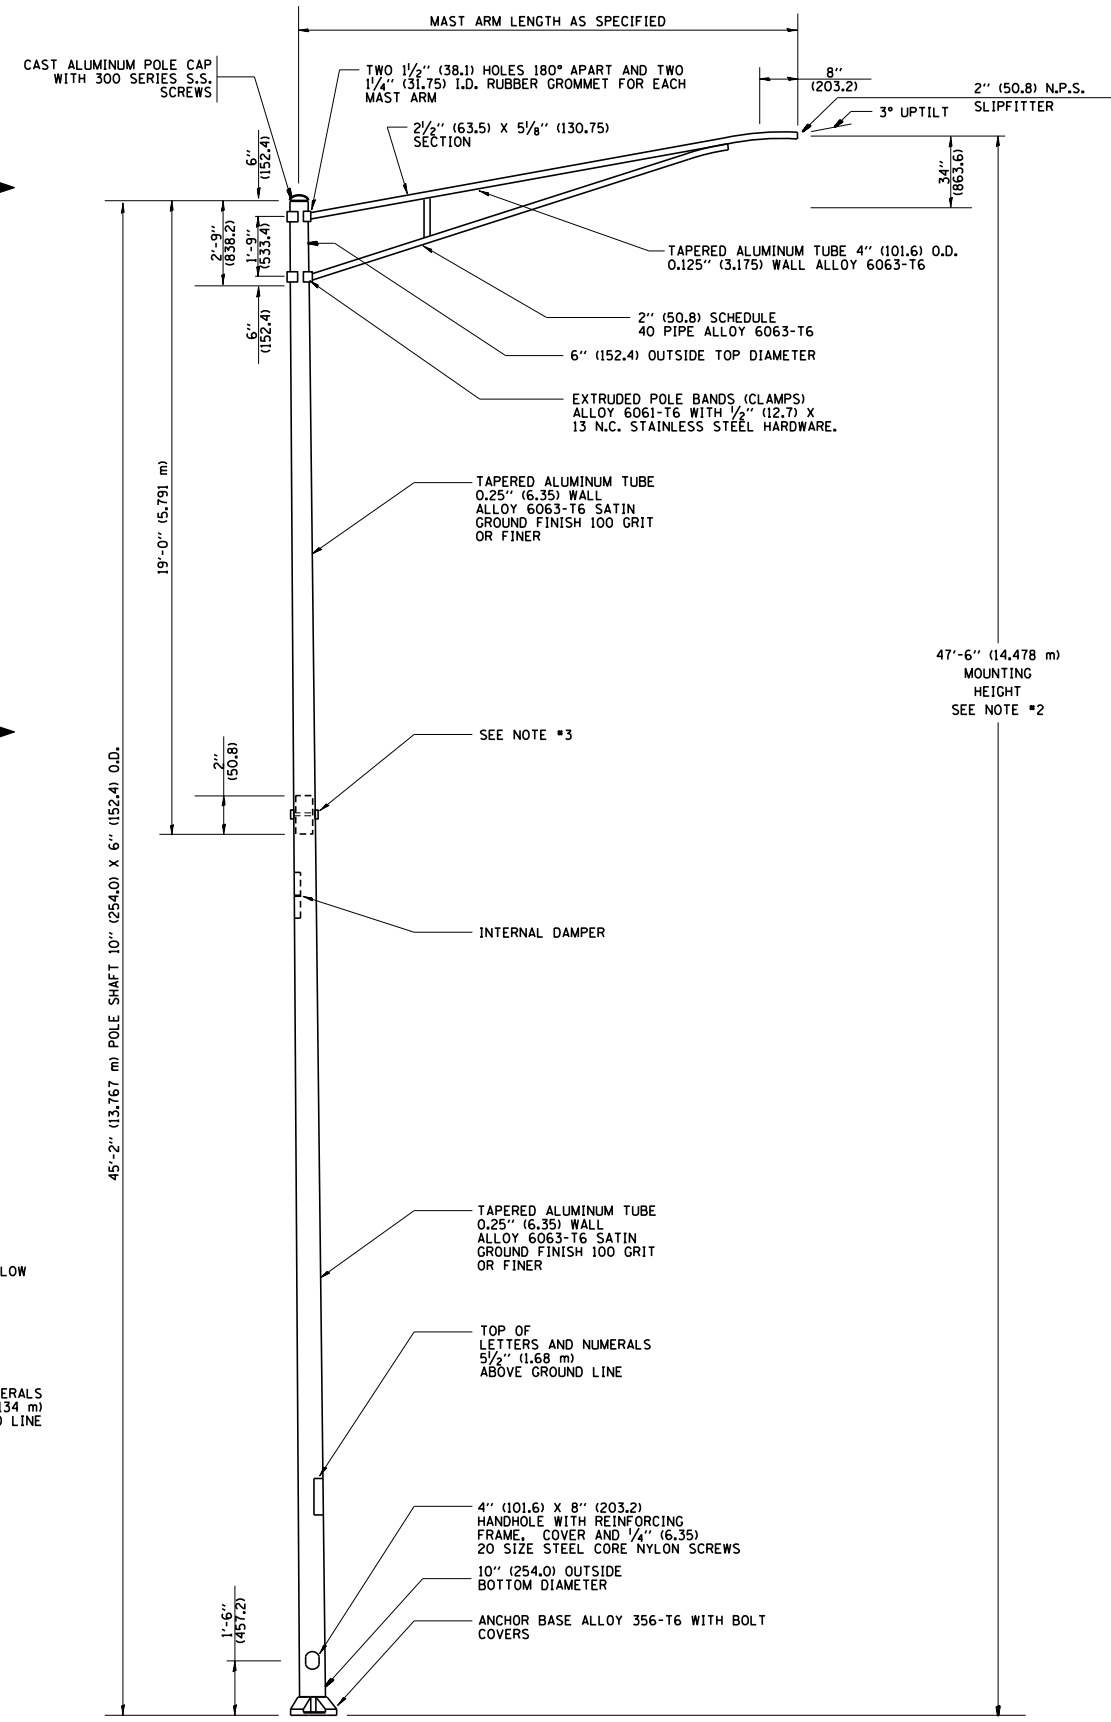 MAST ARM LENGTH AS SPECIFIED
CAST ALUMINUM POLE CAP
WITH 300 SERIES S.S.
SCREWS
TWO 1 1/2'' (38.1) HOLES 180° APART AND TWO
1 1/4'' (31.75) I.D. RUBBER GROMMET FOR EACH
MAST ARM
8''
(203.2)
2'' (50.8) N.P.S.
SLIPFITTER
3° UPTILT
2 1/2'' (63.5) X 5 1/8'' (130.75)
SECTION
6''
(152.4)
34''
(863.6)
2'-9''
(838.2)
1'-9''
(533.4)
TAPERED ALUMINUM TUBE 4'' (101.6) O.D.
0.125'' (3.175) WALL ALLOY 6063-T6
6''
(152.4)
2'' (50.8) SCHEDULE
40 PIPE ALLOY 6063-T6
6'' (152.4) OUTSIDE TOP DIAMETER
EXTRUDED POLE BANDS (CLAMPS)
ALLOY 6061-T6 WITH 1/2'' (12.7) X
13 N.C. STAINLESS STEEL HARDWARE.
19'-0'' (5.791 m)
TAPERED ALUMINUM TUBE
0.25'' (6.35) WALL
ALLOY 6063-T6 SATIN
GROUND FINISH 100 GRIT
OR FINER
47'-6'' (14.478 m)
MOUNTING
HEIGHT
SEE NOTE #2
SEE NOTE #3
2''
(50.8)
45'-2'' (13.767 m) POLE SHAFT 10'' (254.0) X 6'' (152.4) O.D.
INTERNAL DAMPER
TAPERED ALUMINUM TUBE
0.25'' (6.35) WALL
ALLOY 6063-T6 SATIN
GROUND FINISH 100 GRIT
OR FINER
LOW
TOP OF
LETTERS AND NUMERALS
5 1/2'' (1.68 m)
ABOVE GROUND LINE
ERALS
134 m)
LINE
4'' (101.6) X 8'' (203.2)
HANDHOLE WITH REINFORCING
FRAME. COVER AND 1/4'' (6.35)
20 SIZE STEEL CORE NYLON SCREWS
10'' (254.0) OUTSIDE
BOTTOM DIAMETER
1'-6''
(457.2)
ANCHOR BASE ALLOY 356-T6 WITH BOLT
COVERS